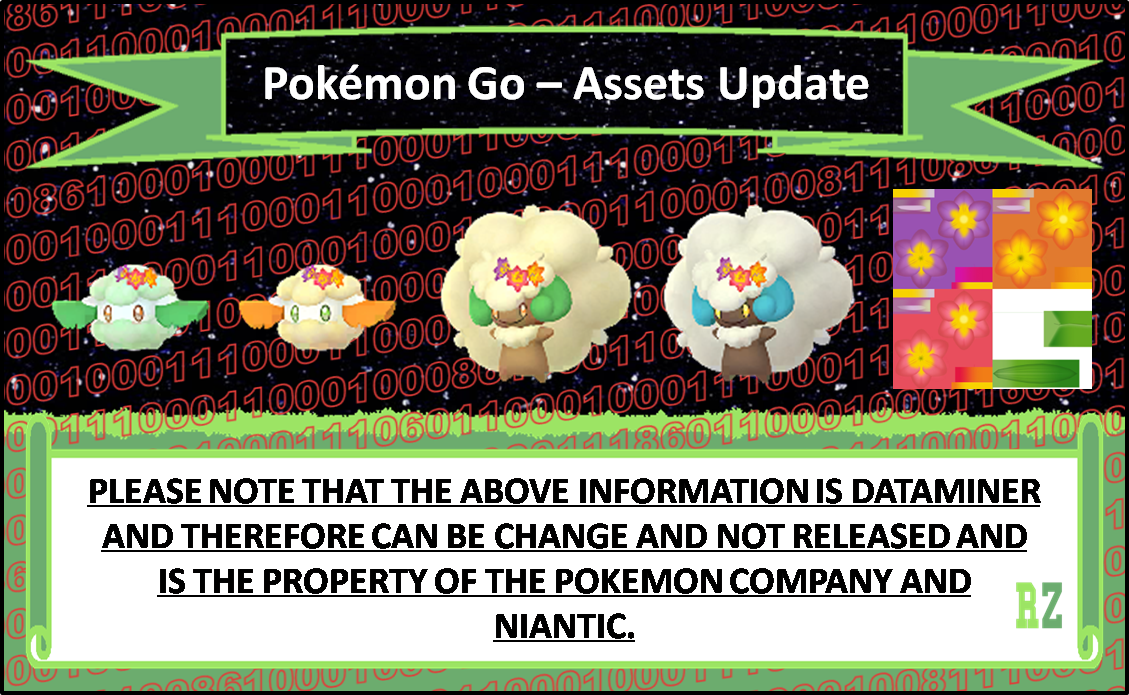 Pokémon Go – Assets Update
PLEASE NOTE THAT THE ABOVE INFORMATION IS DATAMINER
AND THEREFORE CAN BE CHANGE AND NOT RELEASED AND
IS THE PROPERTY OF THE POKEMON COMPANY AND
NIANTIC.
RZ